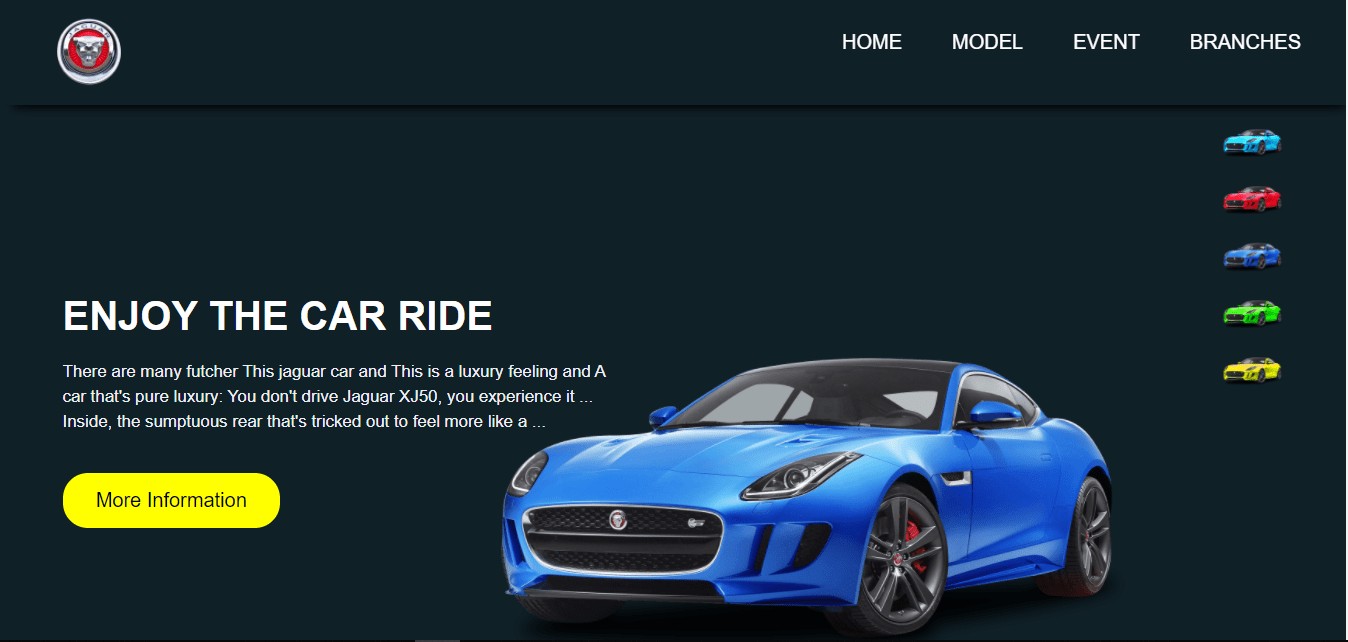 JAGUAR
HOME
MODEL
EVENT
BRANCHES
ENJOY THE CAR RIDE
There are many futcher This jaguar car and This is a luxury feeling and A
car that's pure luxury: You don't drive Jaguar XJ50, you experience it ...
Inside, the sumptuous rear that's tricked out to feel more like a ...
More Information